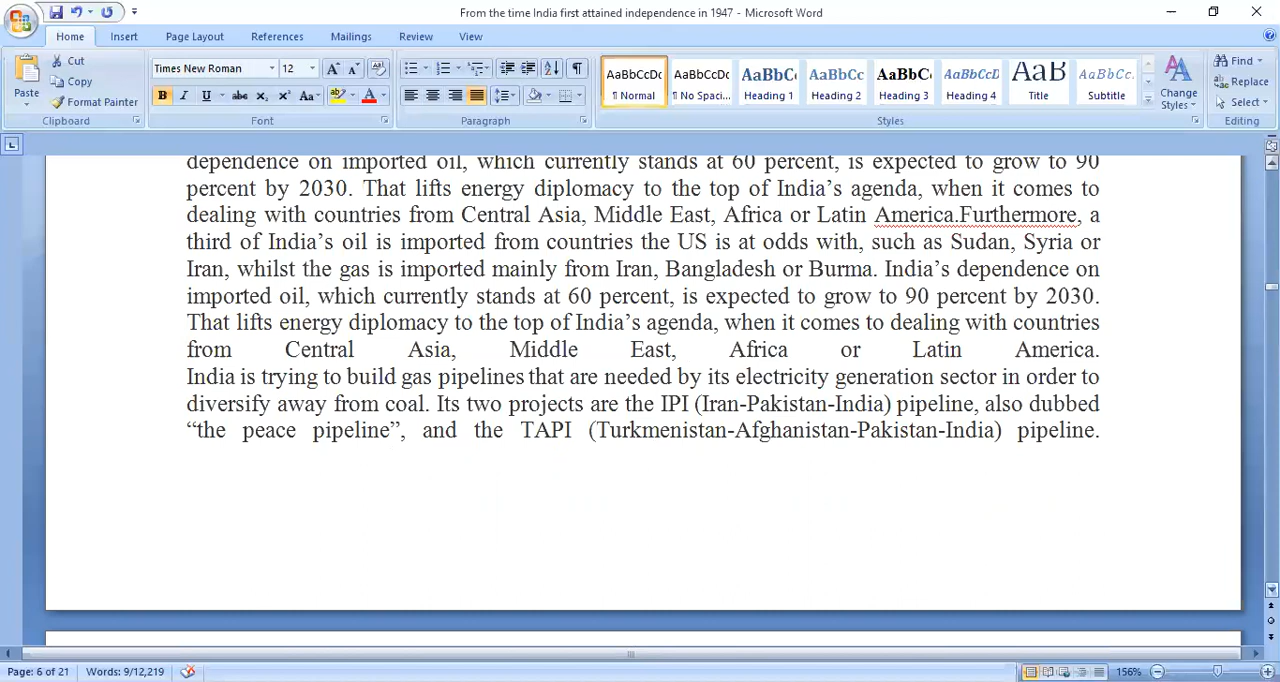 From the time India first attained independence in 1947 - Microsoft Word
Home Insert Page Layout References Mailings Review View
Paste
Cut
Copy
Format Painter
Clipboard
Times New Roman 12
Font
Paragraph
AaBbCcDc AaBbCcDc AaBbC AaBbCc AaBbCc AaBbCcD AaB AaBbCc.
¶ Normal ¶ No Spaci... Heading 1 Heading 2 Heading 3 Heading 4 Title Subtitle
Change Styles
Styles
Find
Replace
Select
Editing
dependence on imported oil, which currently stands at 60 percent, is expected to grow to 90
percent by 2030. That lifts energy diplomacy to the top of India’s agenda, when it comes to
dealing with countries from Central Asia, Middle East, Africa or Latin America.Furthermore, a
third of India’s oil is imported from countries the US is at odds with, such as Sudan, Syria or
Iran, whilst the gas is imported mainly from Iran, Bangladesh or Burma. India’s dependence on
imported oil, which currently stands at 60 percent, is expected to grow to 90 percent by 2030.
That lifts energy diplomacy to the top of India’s agenda, when it comes to dealing with countries
from Central Asia, Middle East, Africa or Latin America.
India is trying to build gas pipelines that are needed by its electricity generation sector in order to
diversify away from coal. Its two projects are the IPI (Iran-Pakistan-India) pipeline, also dubbed
“the peace pipeline”, and the TAPI (Turkmenistan-Afghanistan-Pakistan-India) pipeline.
Page: 6 of 21 Words: 9/12,219 156%